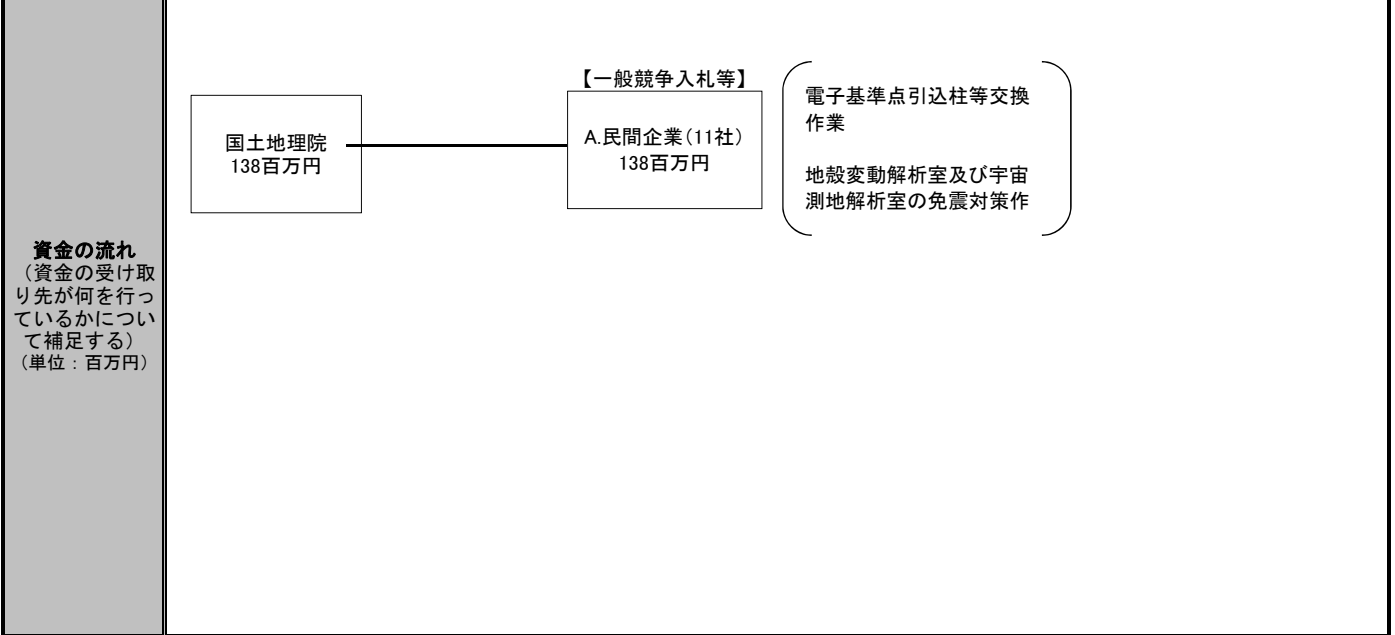 資金の流れ
（資金の受け取
り先が何を行っ
ているかについ
て補足する）
（単位：百万円）
国土地理院
138百万円
【一般競争入札等】
A.民間企業（11社）
138百万円
電子基準点引込柱等交換
作業
地殻変動解析室及び宇宙
測地解析室の免震対策作